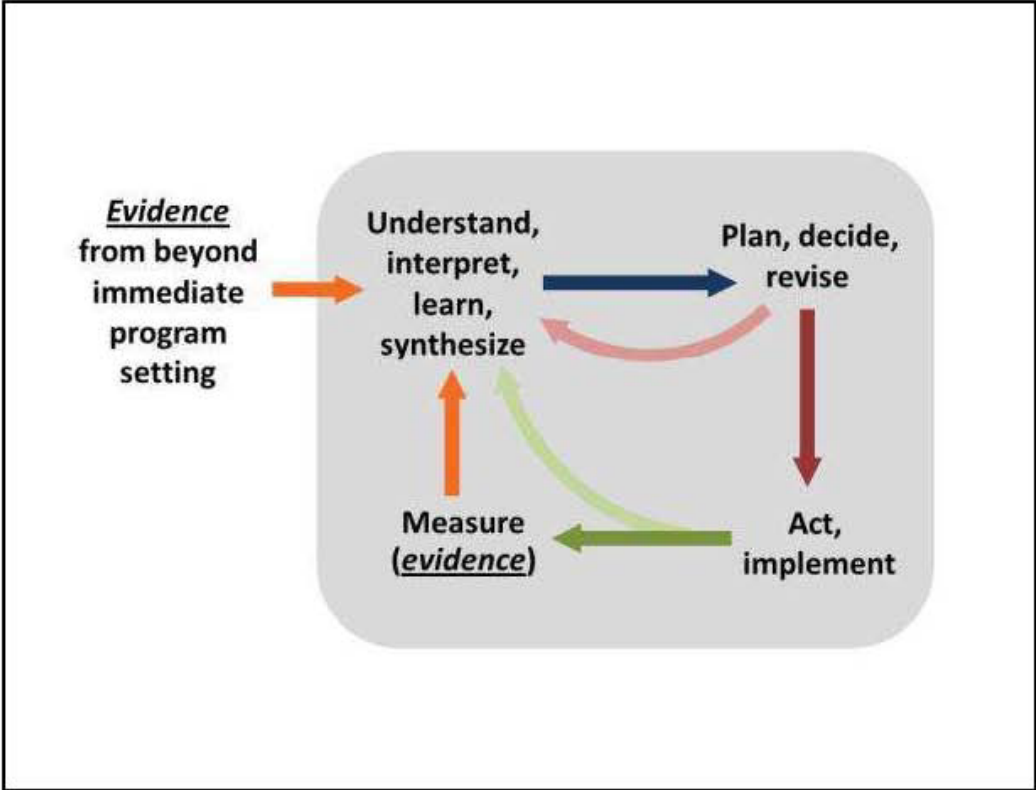 Evidence
from beyond
immediate
program
setting
Understand,
interpret,
learn,
synthesize
Plan, decide,
revise
Measure
(evidence)
Act,
implement